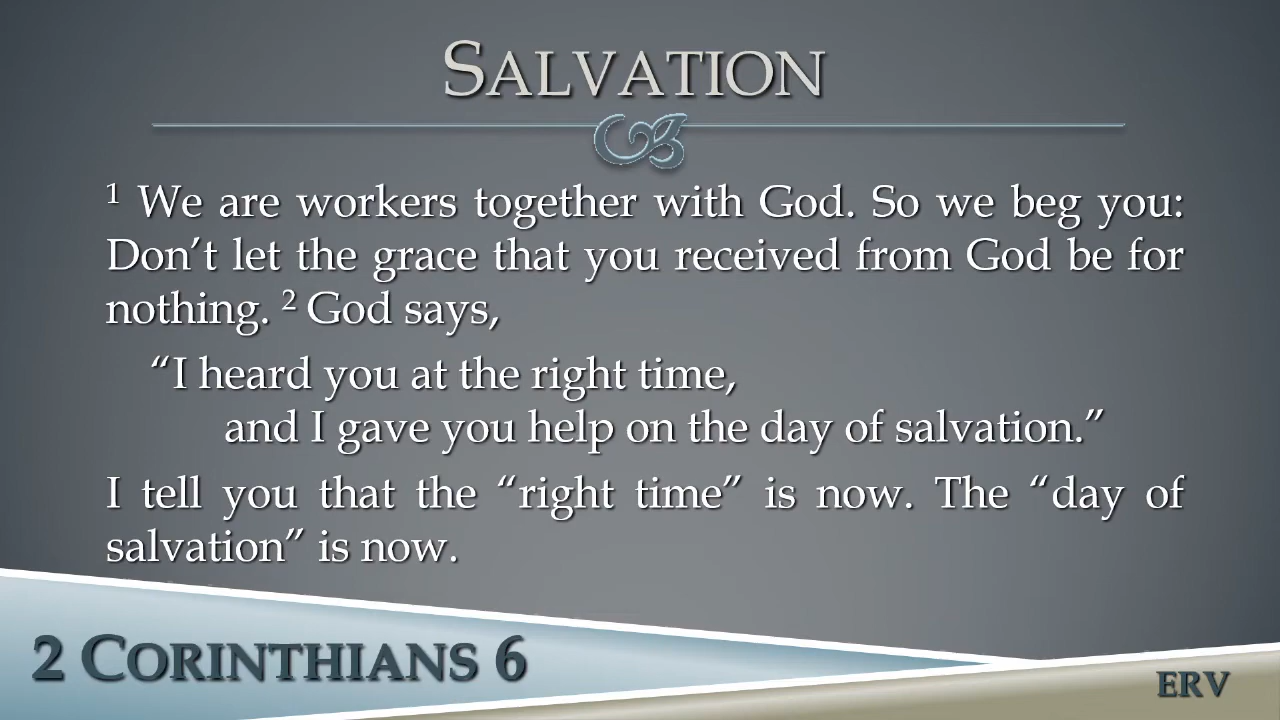 SALVATION
¹ We are workers together with God. So we beg you:
Don’t let the grace that you received from God be for
nothing. ² God says,
“I heard you at the right time,
and I gave you help on the day of salvation.”
I tell you that the “right time” is now. The “day of
salvation” is now.
2 CORINTHIANS 6
ERV